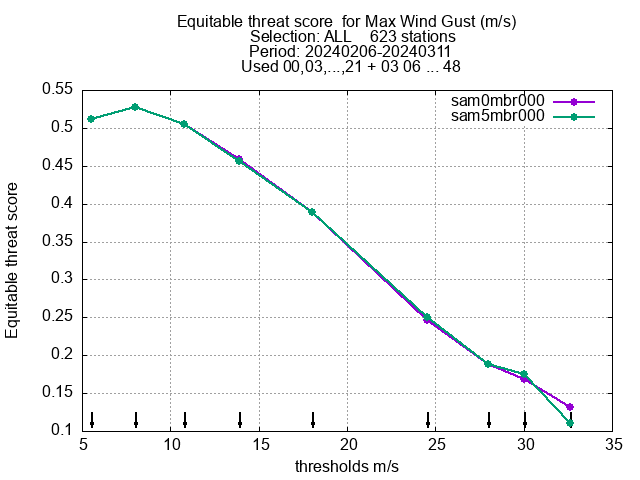 Equitable threat score  for Max Wind Gust (m/s)
Selection: ALL    623 stations
Period: 20240206-20240311
Used 00,03,...,21 + 03 06 ... 48
sam0mbr000
sam5mbr000
Equitable threat score
0.55
0.5
0.45
0.4
0.35
0.3
0.25
0.2
0.15
0.1
5 10 15 20 25 30 35
thresholds m/s